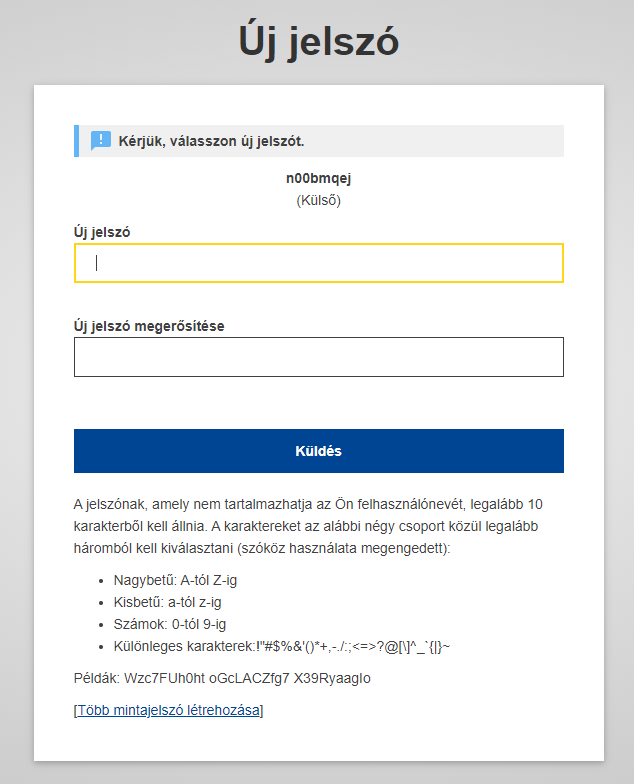 Új jelszó
Kérjük, válasszon új jelszót.
n00bmqej
(Külső)
Új jelszó
Új jelszó megerősítése
Küldés
A jelszónak, amely nem tartalmazhatja az Ön felhasználónevét, legalább 10
karakterből kell állnia. A karaktereket az alábbi négy csoport közül legalább
háromból kell kiválasztani (szóköz használata megengedett):
• Nagybetű: A-tól Z-ig
• Kisbetű: a-tól z-ig
• Számok: 0-tól 9-ig
• Különleges karakterek:!"#$%&'()*+,-./:;<=>?@[\]^_`{|}~
Példák: Wzc7FUh0ht oGcLACZfg7 X39RyaagIo
[Több mintajelszó létrehozása]